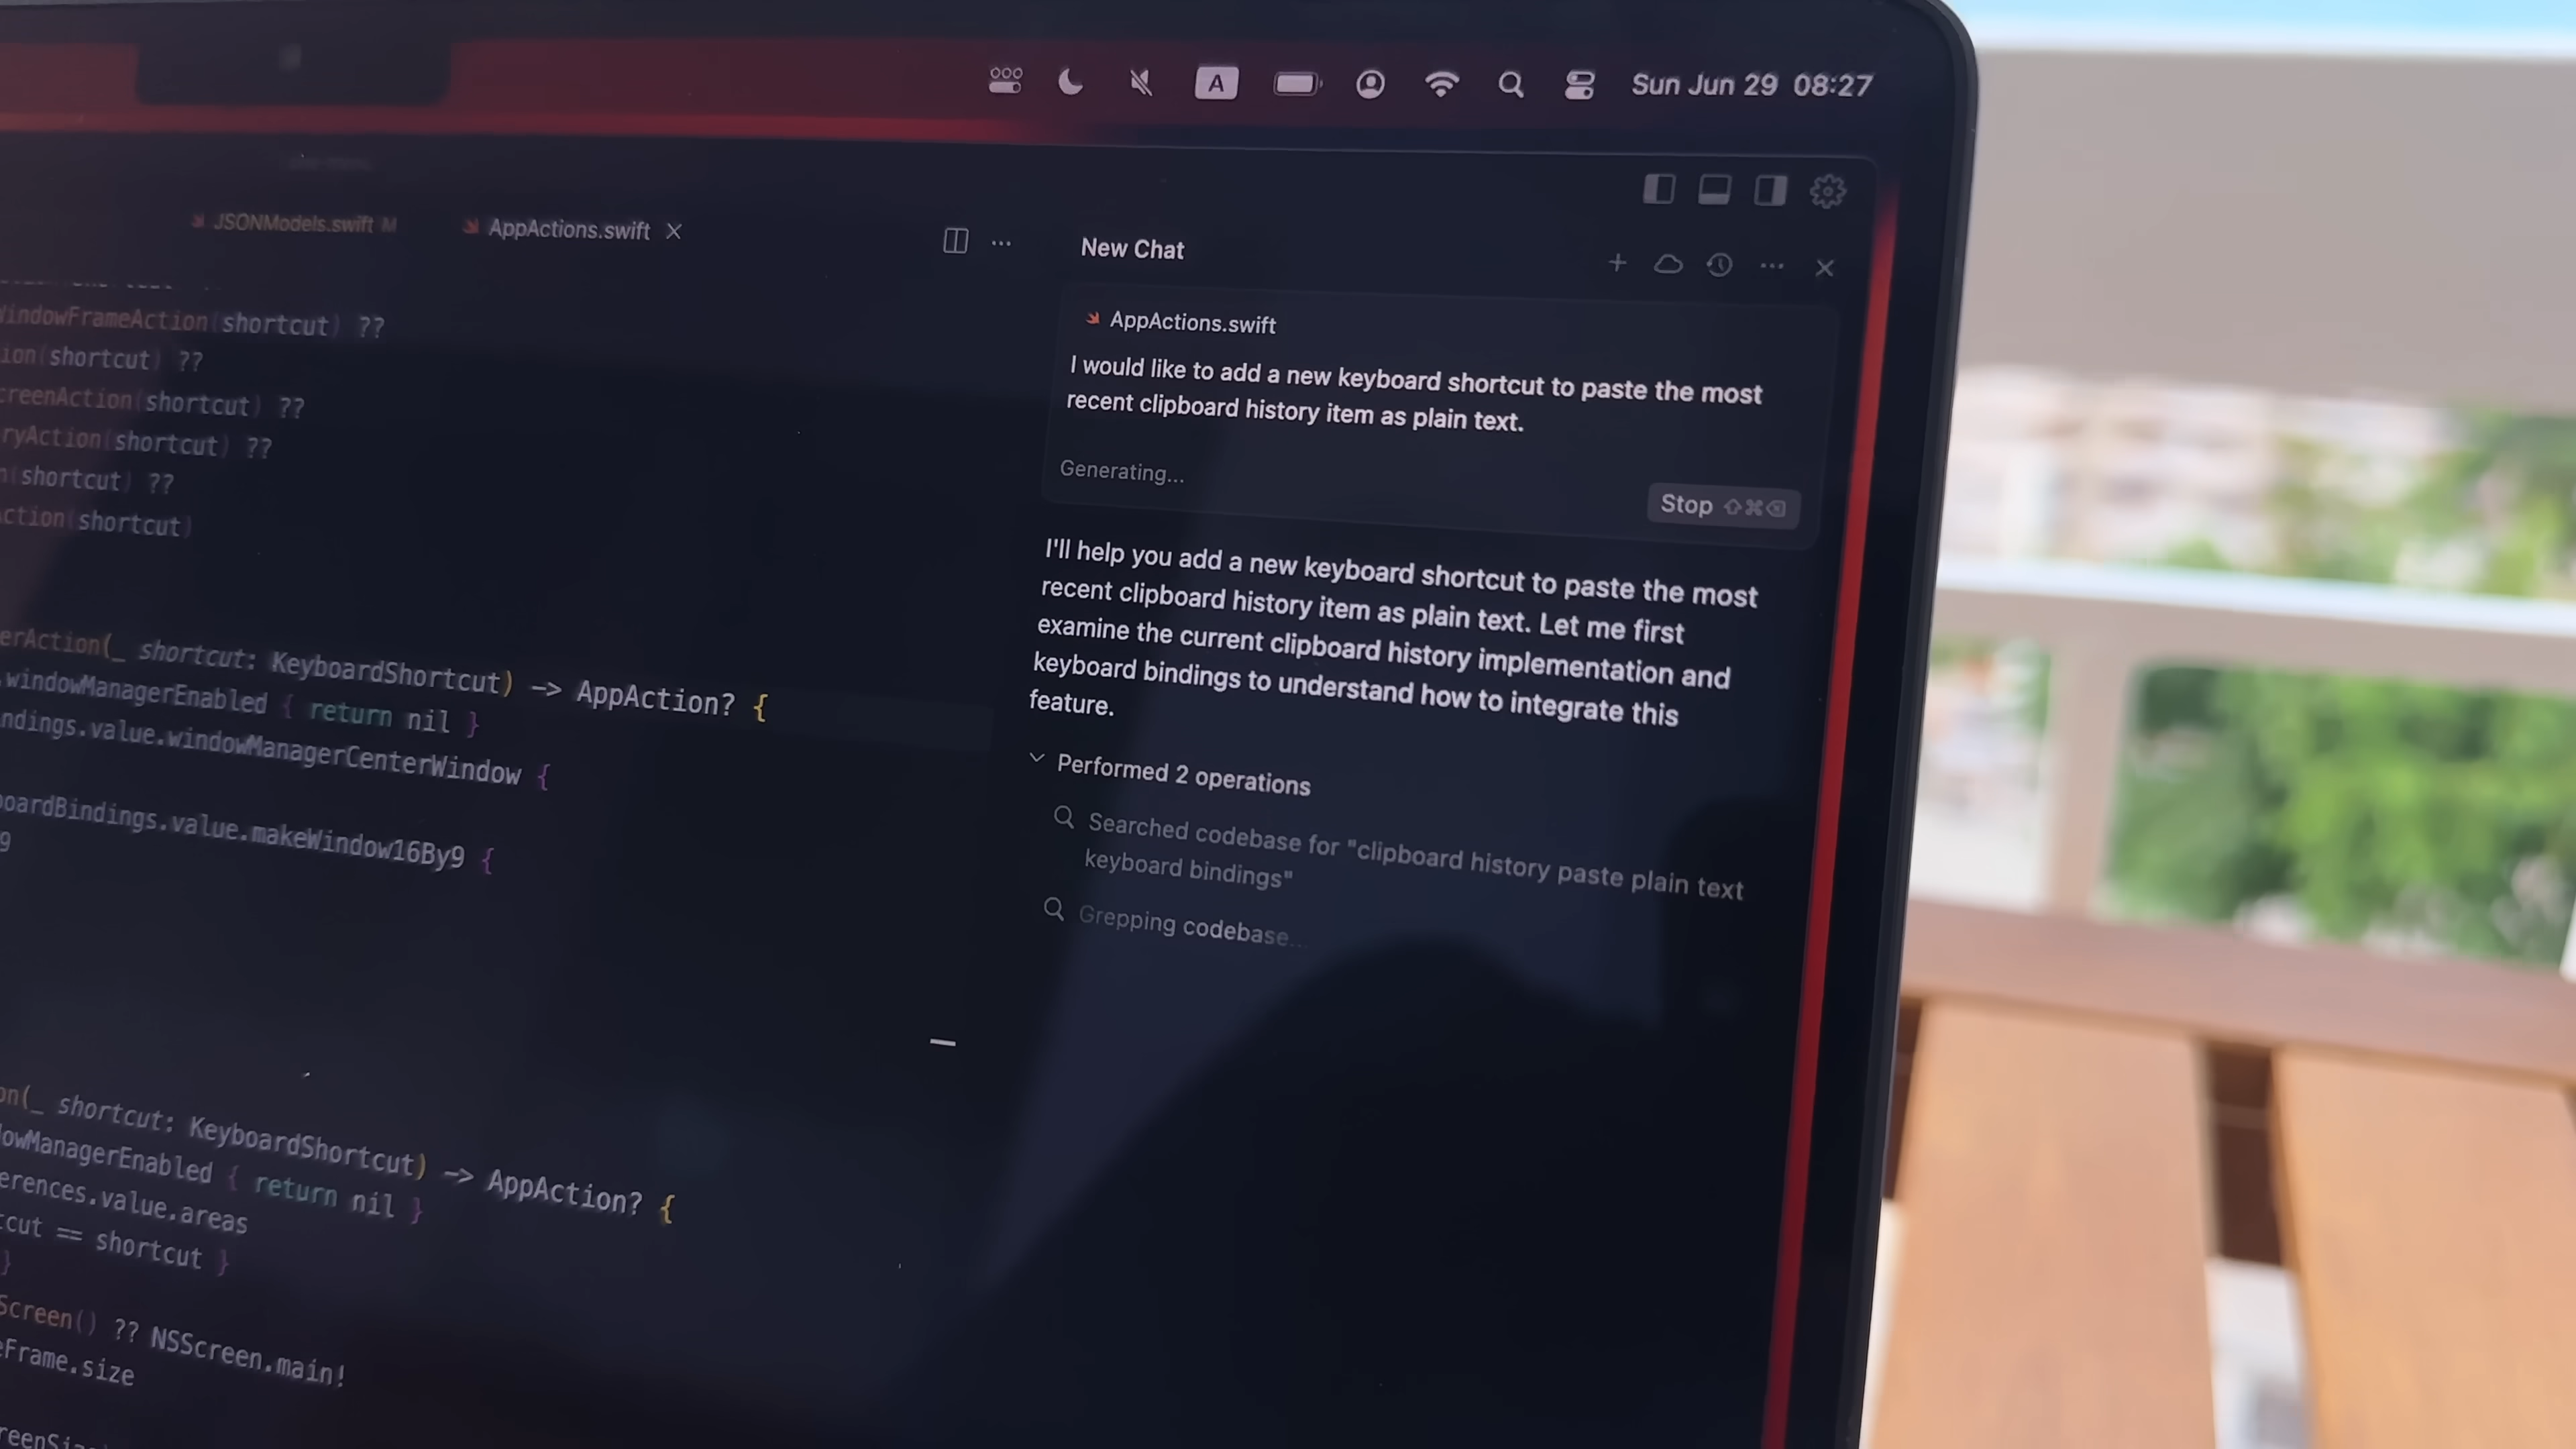 A
Sun Jun 29 08:27
JSONModels.swift M
AppActions.swift
WindowFrameAction(shortcut) ??
ion(shortcut) ??
creenAction(shortcut) ??
ryAction(shortcut) ??
(shortcut) ??
Action(shortcut)
erAction(_ shortcut: KeyboardShortcut) -> AppAction? {
.windowManagerEnabled { return nil }
ndings.value.windowManagerCenterWindow {
boardBindings.value.makeWindow16By9 {
9
on(_ shortcut: KeyboardShortcut) -> AppAction? {
dowManagerEnabled { return nil }
erences.value.areas
tcut == shortcut }
}
Screen() ?? NSScreen.main!
eFrame.size
New Chat
AppActions.swift
I would like to add a new keyboard shortcut to paste the most
recent clipboard history item as plain text.
Generating...
Stop ⇧⌘⌫
I'll help you add a new keyboard shortcut to paste the most
recent clipboard history item as plain text. Let me first
examine the current clipboard history implementation and
keyboard bindings to understand how to integrate this
feature.
Performed 2 operations
Searched codebase for "clipboard history paste plain text
keyboard bindings"
Grepping codebase...